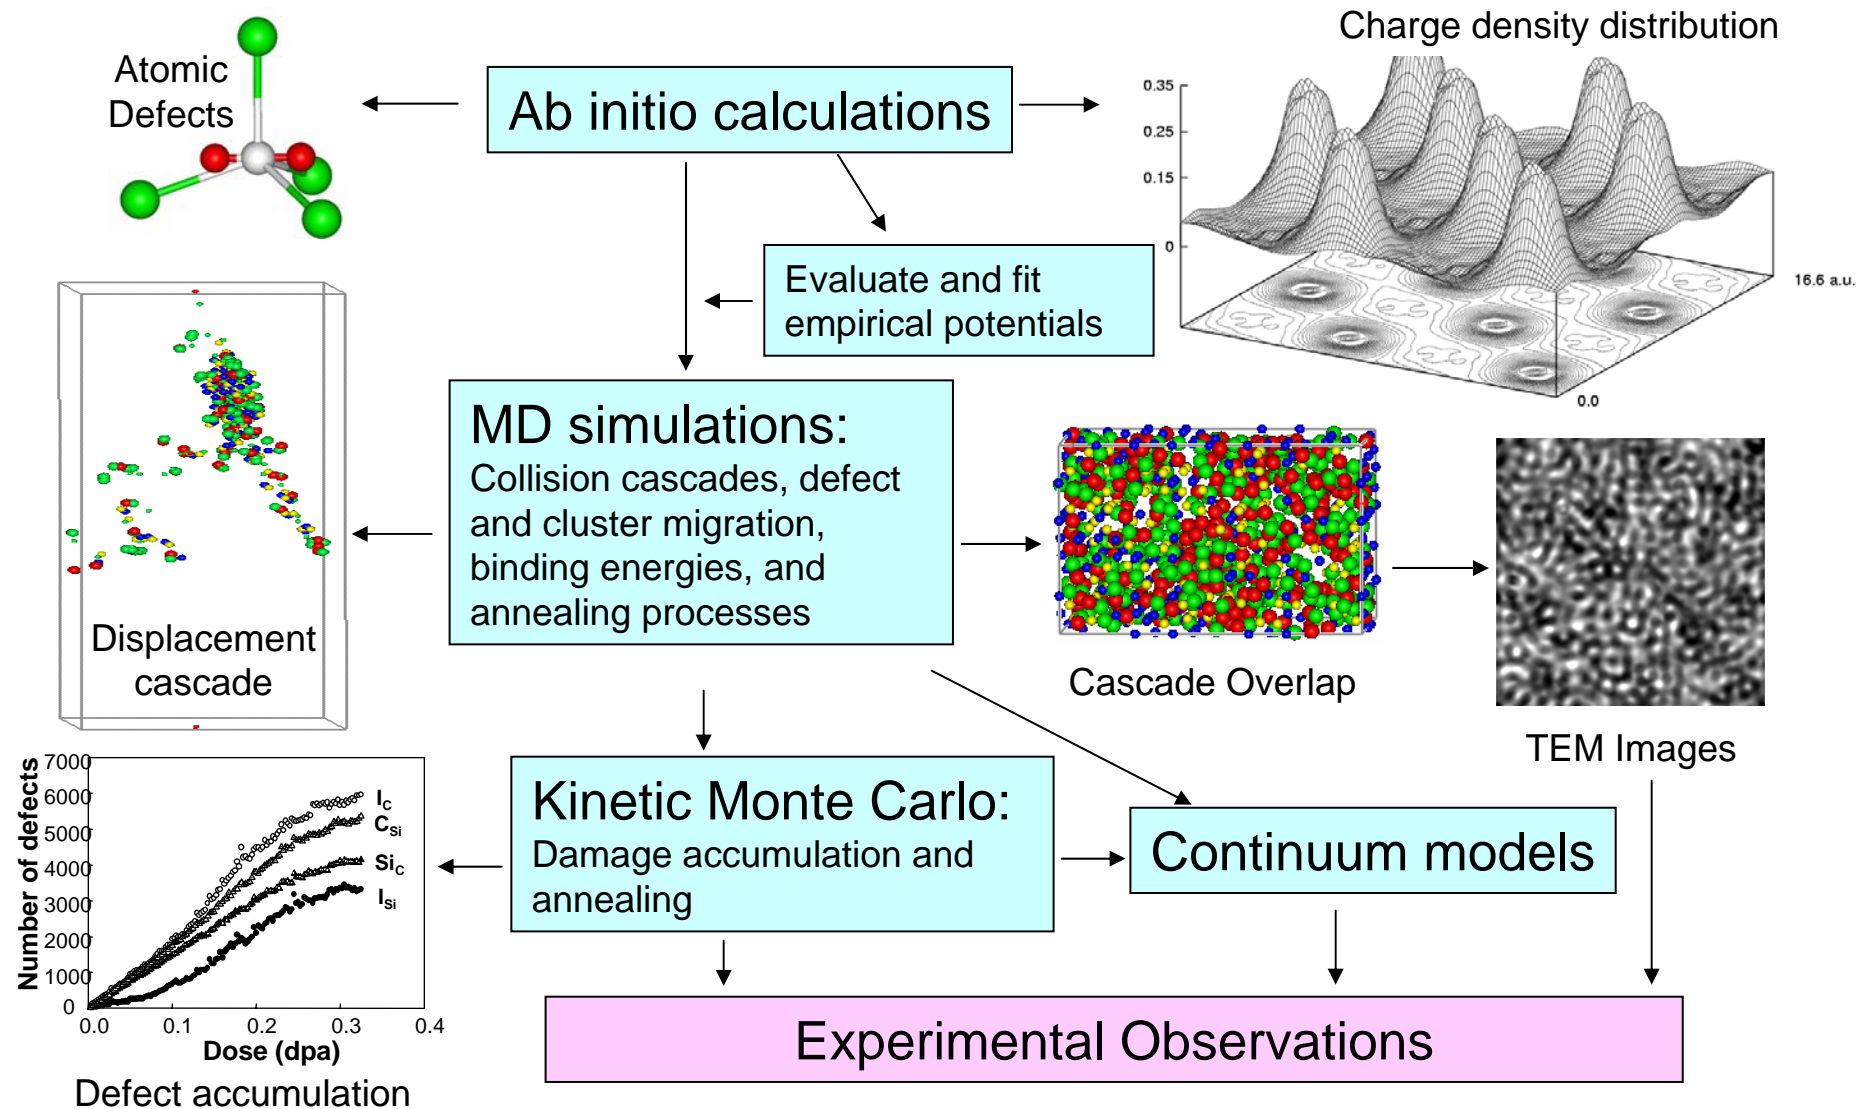 Charge density distribution
Atomic
Defects
Ab initio calculations
0.35
0.25
0.15
0
16.6 a.u.
0.0
Evaluate and fit
empirical potentials
MD simulations:
Collision cascades, defect
and cluster migration,
binding energies, and
annealing processes
Displacement
cascade
Cascade Overlap
TEM Images
Number of defects
7000
6000
5000
4000
3000
2000
1000
0
I_C
C_Si
Si_C
I_Si
0.0 0.1 0.2 0.3 0.4
Dose (dpa)
Defect accumulation
Kinetic Monte Carlo:
Damage accumulation and
annealing
Continuum models
Experimental Observations